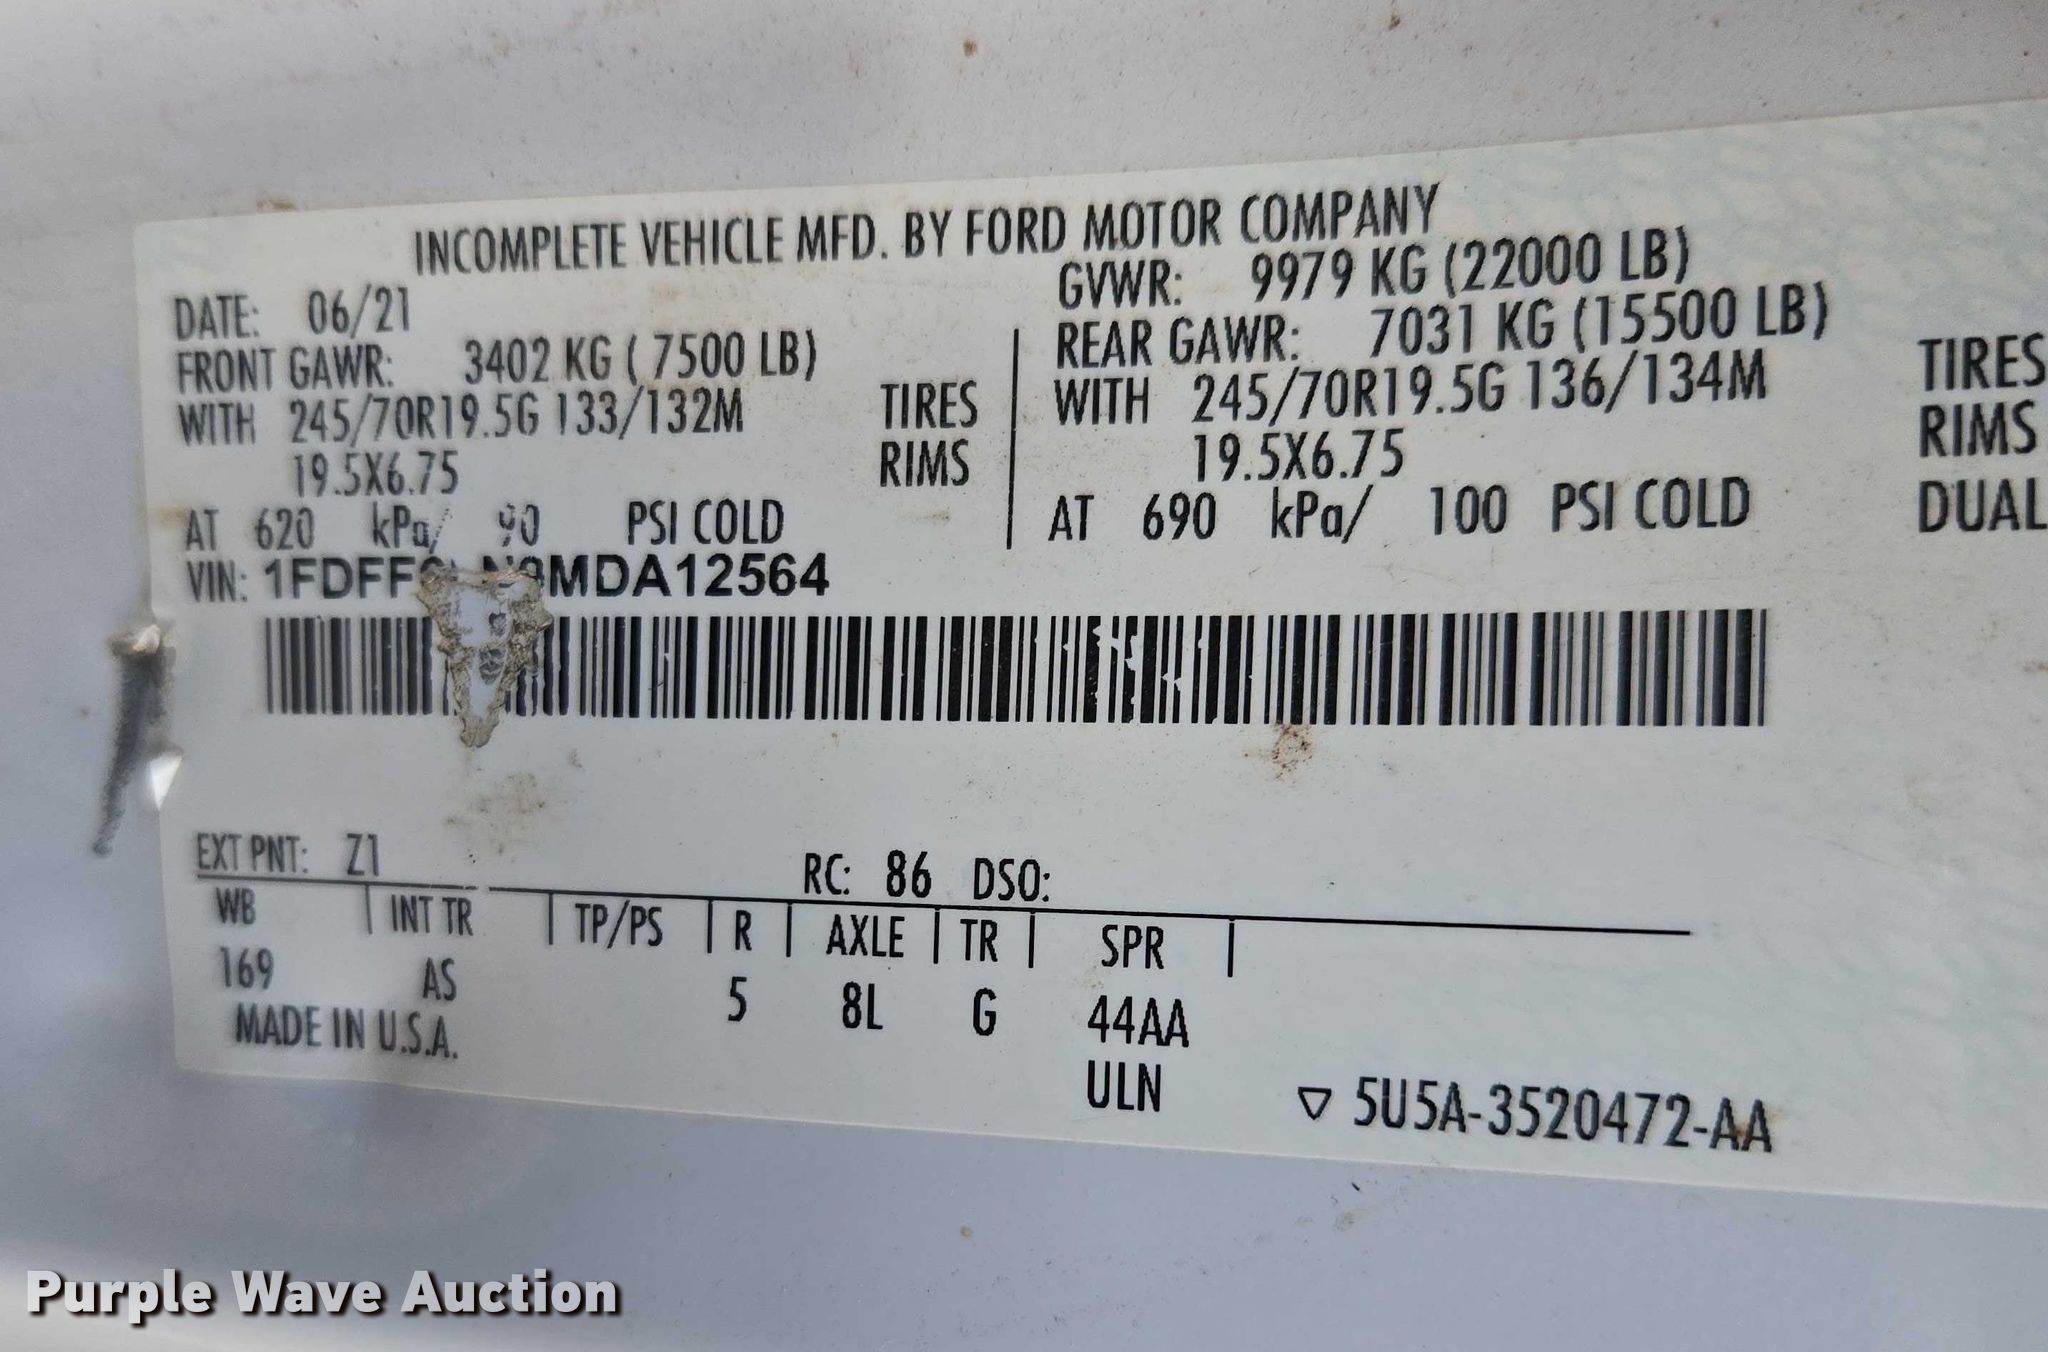 INCOMPLETE VEHICLE MFD. BY FORD MOTOR COMPANY
DATE: 06/21
GVWR: 9979 KG (22000 LB)
FRONT GAWR: 3402 KG ( 7500 LB)
REAR GAWR: 7031 KG (15500 LB)
WITH 245/70R19.5G 133/132M TIRES
WITH 245/70R19.5G 136/134M TIRES
19.5X6.75 RIMS
19.5X6.75 RIMS
AT 620 kPa/ 90 PSI COLD
AT 690 kPa/ 100 PSI COLD DUAL
VIN:
EXT PNT: Z1 RC: 86 DSO:
WB INT TR TP/PS R AXLE TR SPR
169 AS 5 8L G 44AA
MADE IN U.S.A. ULN
▽ 5U5A-3520472-AA
Purple Wave Auction